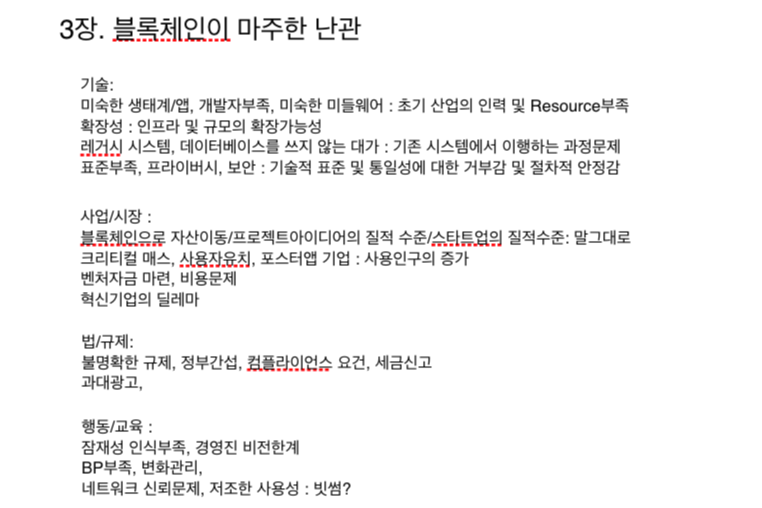 3장. 블록체인이 마주한 난관
기술:
미숙한 생태계/앱, 개발자부족, 미숙한 미들웨어 : 초기 산업의 인력 및 Resource부족
확장성 : 인프라 및 규모의 확장가능성
레거시 시스템, 데이터베이스를 쓰지 않는 대가 : 기존 시스템에서 이행하는 과정문제
표준부족, 프라이버시, 보안 : 기술적 표준 및 통일성에 대한 거부감 및 절차적 안정감
사업/시장 :
블록체인으로 자산이동/프로젝트아이디어의 질적 수준/스타트업의 질적수준: 말그대로
크리티컬 매스, 사용자유치, 포스터앱 기업 : 사용인구의 증가
벤처자금 마련, 비용문제
혁신기업의 딜레마
법/규제:
불명확한 규제, 정부간섭, 컴플라이언스 요건, 세금신고
과대광고,
행동/교육 :
잠재성 인식부족, 경영진 비전한계
BP부족, 변화관리,
네트워크 신뢰문제, 저조한 사용성 : 빗썸?